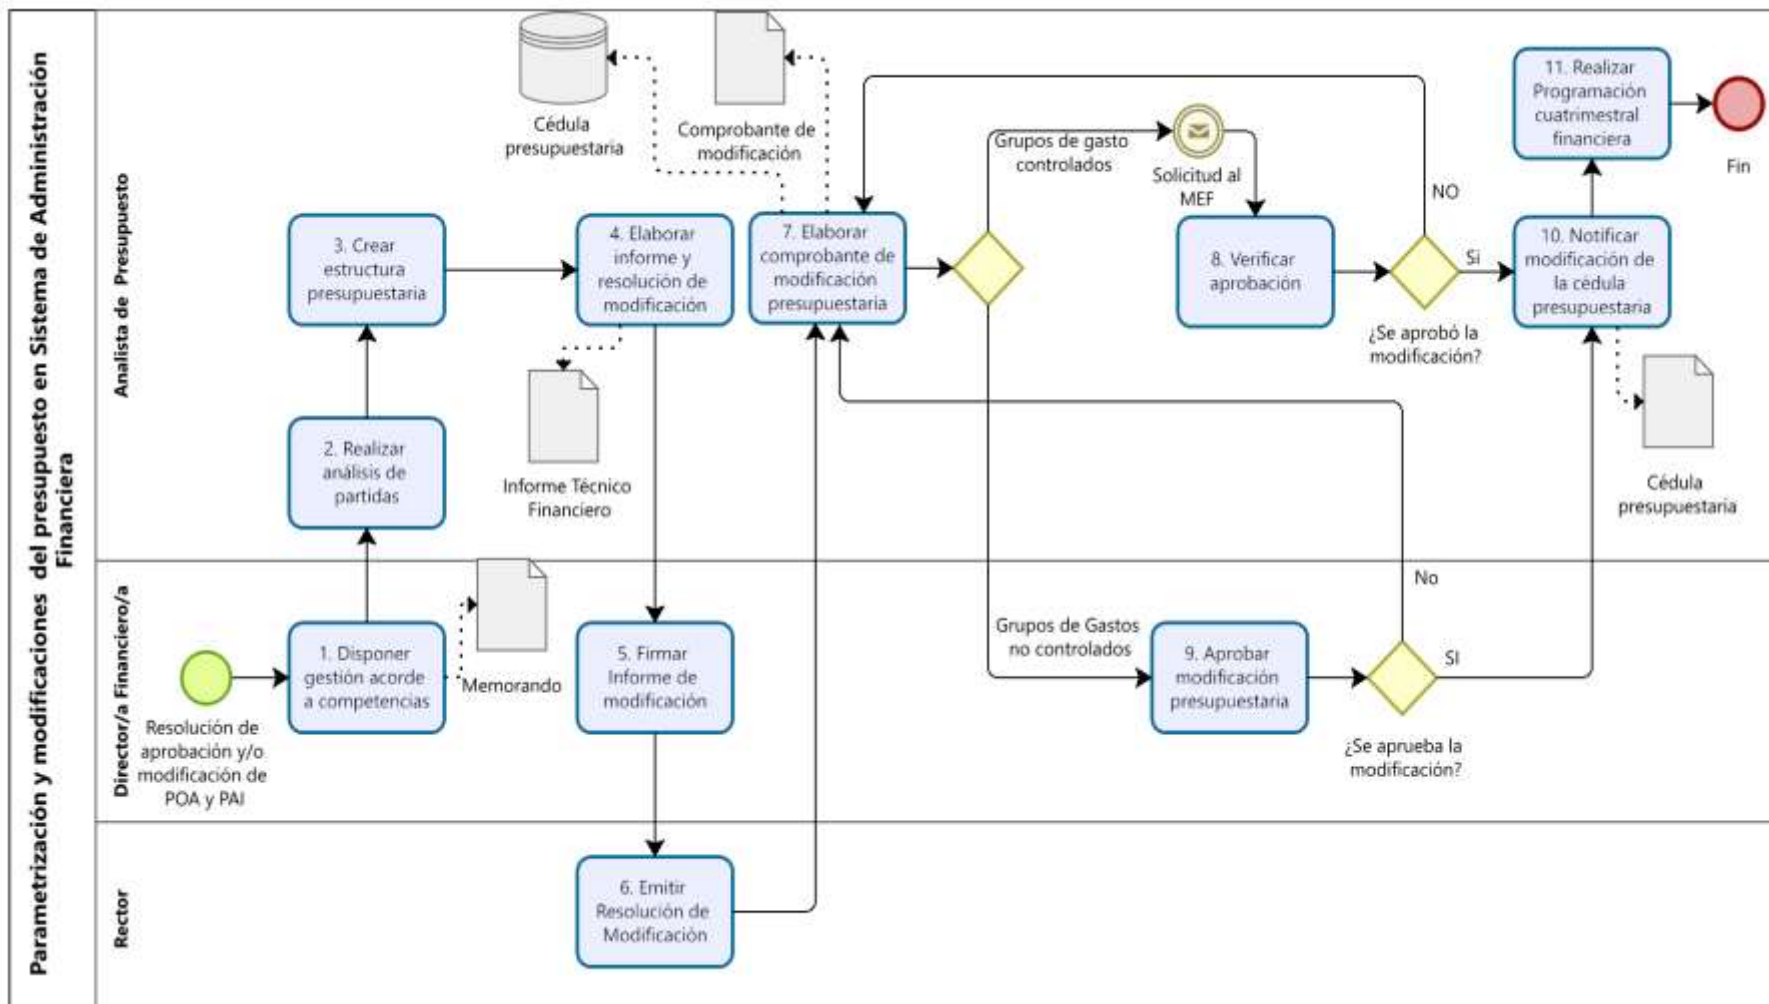 Parametrización y modificaciones del presupuesto en Sistema de Administración
Financiera
Analista de Presupuesto
Cédula
presupuestaria
Comprobante de
modificación
Grupos de gasto
controlados
Solicitud al
MEF
NO
11. Realizar
Programación
cuatrimestral
financiera
Fin
3. Crear
estructura
presupuestaria
4. Elaborar
informe y
resolución de
modificación
7. Elaborar
comprobante de
modificación
presupuestaria
8. Verificar
aprobación
Si
10. Notificar
modificación de
la cédula
presupuestaria
¿Se aprobó la
modificación?
2. Realizar
análisis de
partidas
Informe Técnico
Financiero
Cédula
presupuestaria
Director/a Financiero/a
No
1. Disponer
gestión acorde
a competencias
Memorando
5. Firmar
Informe de
modificación
Grupos de Gastos
no controlados
9. Aprobar
modificación
presupuestaria
SI
Resolución de
aprobación y/o
modificación de
POA y PAI
¿Se aprueba la
modificación?
Rector
6. Emitir
Resolución de
Modificación